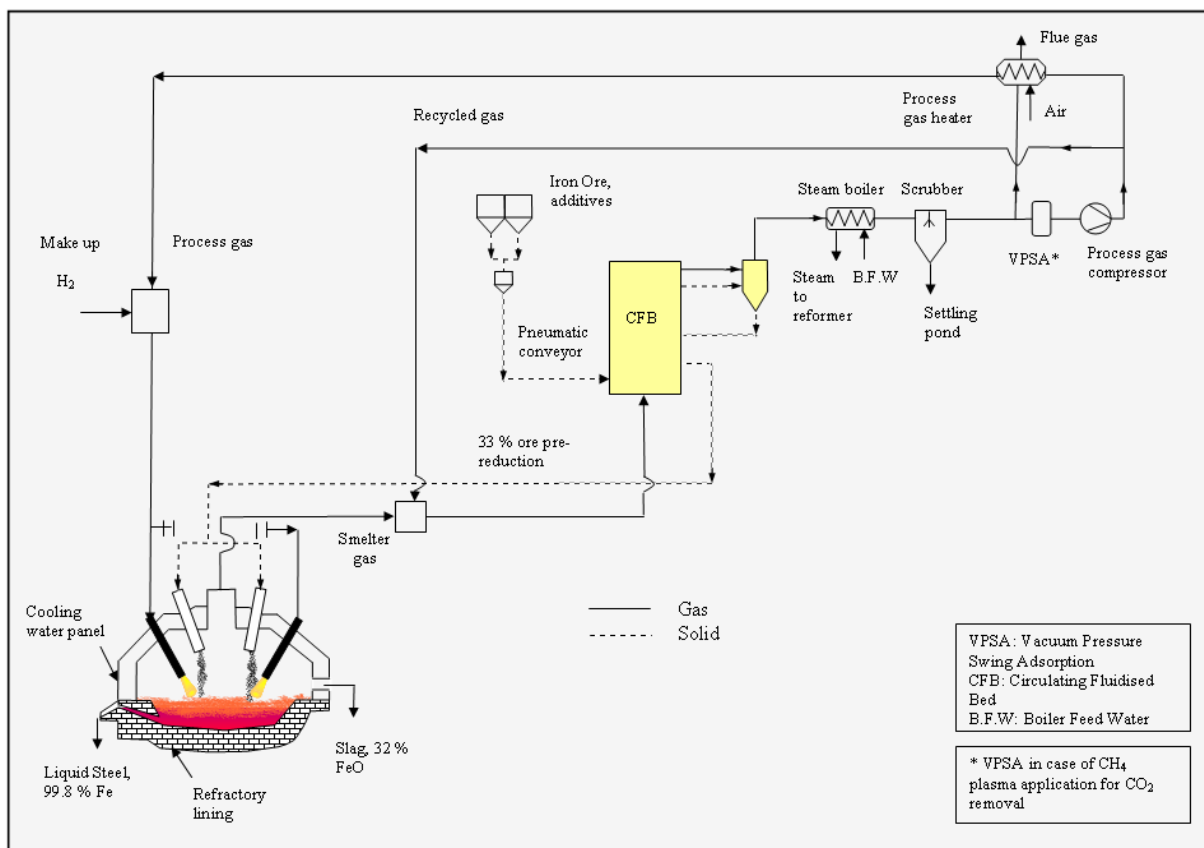 Flue gas
Process
gas heater
Air
Recycled gas
Iron Ore,
additives
Steam boiler
Scrubber
Make up
H₂
Process gas
Steam
to
reformer
B.F.W
VPSA*
Process gas
compressor
Settling
pond
CFB
Pneumatic
conveyor
33 % ore pre-
reduction
Smelter
gas
Cooling
water panel
Gas
Solid
Slag, 32 %
FeO
Liquid Steel,
99.8 % Fe
Refractory
lining
VPSA: Vacuum Pressure
Swing Adsorption
CFB: Circulating Fluidised
Bed
B.F.W: Boiler Feed Water
* VPSA in case of CH₄
plasma application for CO₂
removal